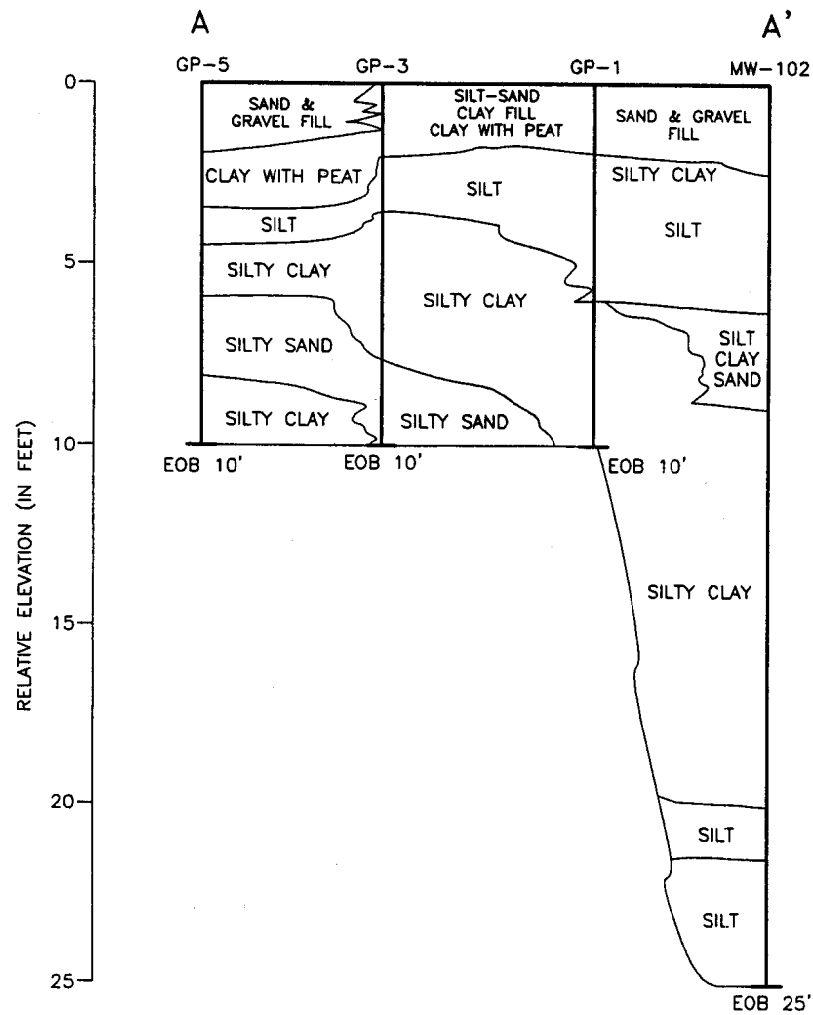 A
A'
GP-5
GP-3
GP-1
MW-102
0
SAND &
GRAVEL FILL
SILT-SAND
CLAY FILL
CLAY WITH PEAT
SAND & GRAVEL
FILL
CLAY WITH PEAT
SILT
SILTY CLAY
SILT
SILT
5
SILTY CLAY
SILTY CLAY
SILTY SAND
SILT
CLAY
SAND
SILTY CLAY
SILTY SAND
10
EOB 10'
EOB 10'
EOB 10'
RELATIVE ELEVATION (IN FEET)
SILTY CLAY
15
20
SILT
SILT
25
EOB 25'